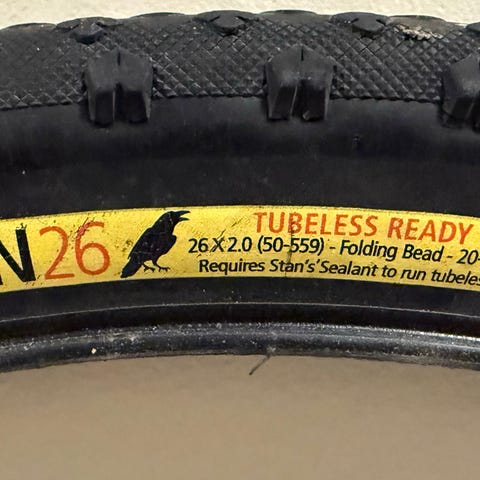 N26
TUBELESS READY
26 X 2.0 (50-559) - Folding Bead - 20-
Requires Stan's Sealant to run tubeles